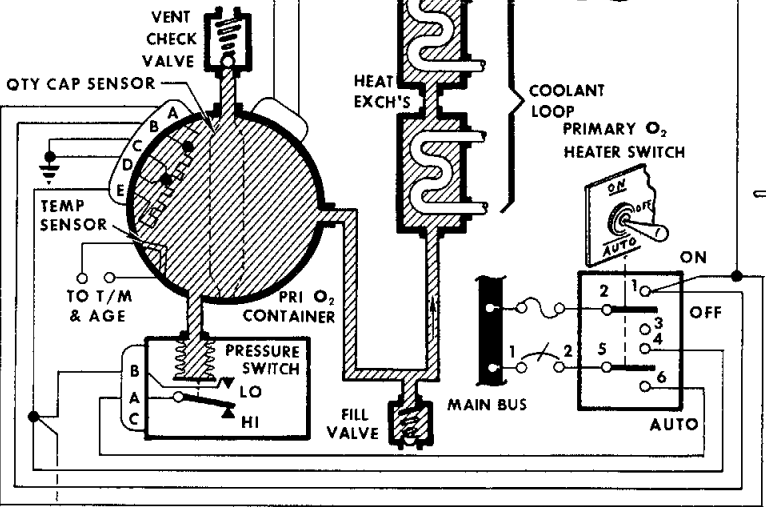 VENT
CHECK
VALVE
QTY CAP SENSOR
HEAT
EXCH'S
COOLANT
LOOP
PRIMARY O₂
HEATER SWITCH
A
B
C
D
E
TEMP
SENSOR
ON
OFF
AUTO
TO T/M
& AGE
PRI O₂
CONTAINER
ON
2
1
OFF
3
4
5
6
AUTO
1
2
MAIN BUS
PRESSURE
SWITCH
B
A
C
LO
HI
FILL
VALVE